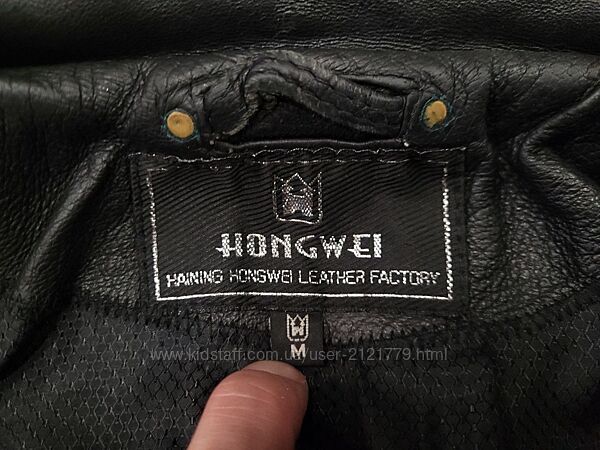 HONGWEI
HAINING HONGWEI LEATHER FACTORY
M
www.kidstaff.com.ua/user-2121779.html